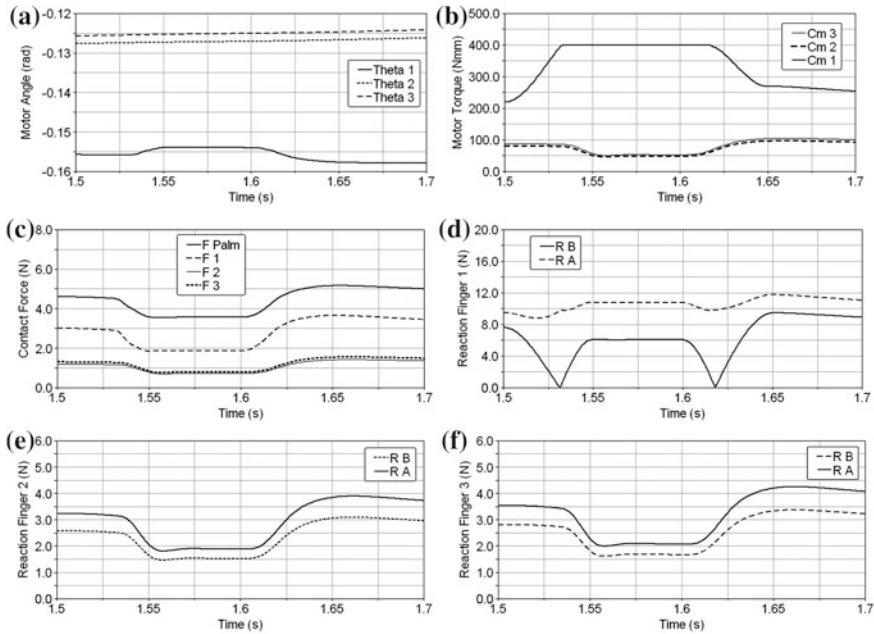 (a)
-0.12
-0.13
-0.14
-0.15
-0.16
Motor Angle (rad)
Theta 1
Theta 2
Theta 3
1.5
1.55
1.6
1.65
1.7
Time (s)
(b)
500.0
400.0
300.0
200.0
100.0
0.0
Motor Torque (Nmm)
Cm 3
Cm 2
Cm 1
1.5
1.55
1.6
1.65
1.7
Time (s)
(c)
8.0
6.0
4.0
2.0
0.0
Contact Force (N)
F Palm
F 1
F 2
F 3
1.5
1.55
1.6
1.65
1.7
Time (s)
(d)
20.0
16.0
12.0
8.0
4.0
0.0
Reaction Finger 1 (N)
R B
R A
1.5
1.55
1.6
1.65
1.7
Time (s)
(e)
6.0
5.0
4.0
3.0
2.0
1.0
0.0
Reaction Finger 2 (N)
R B
R A
1.5
1.55
1.6
1.65
1.7
Time (s)
(f)
6.0
5.0
4.0
3.0
2.0
1.0
0.0
Reaction Finger 3 (N)
R B
R A
1.5
1.55
1.6
1.65
1.7
Time (s)